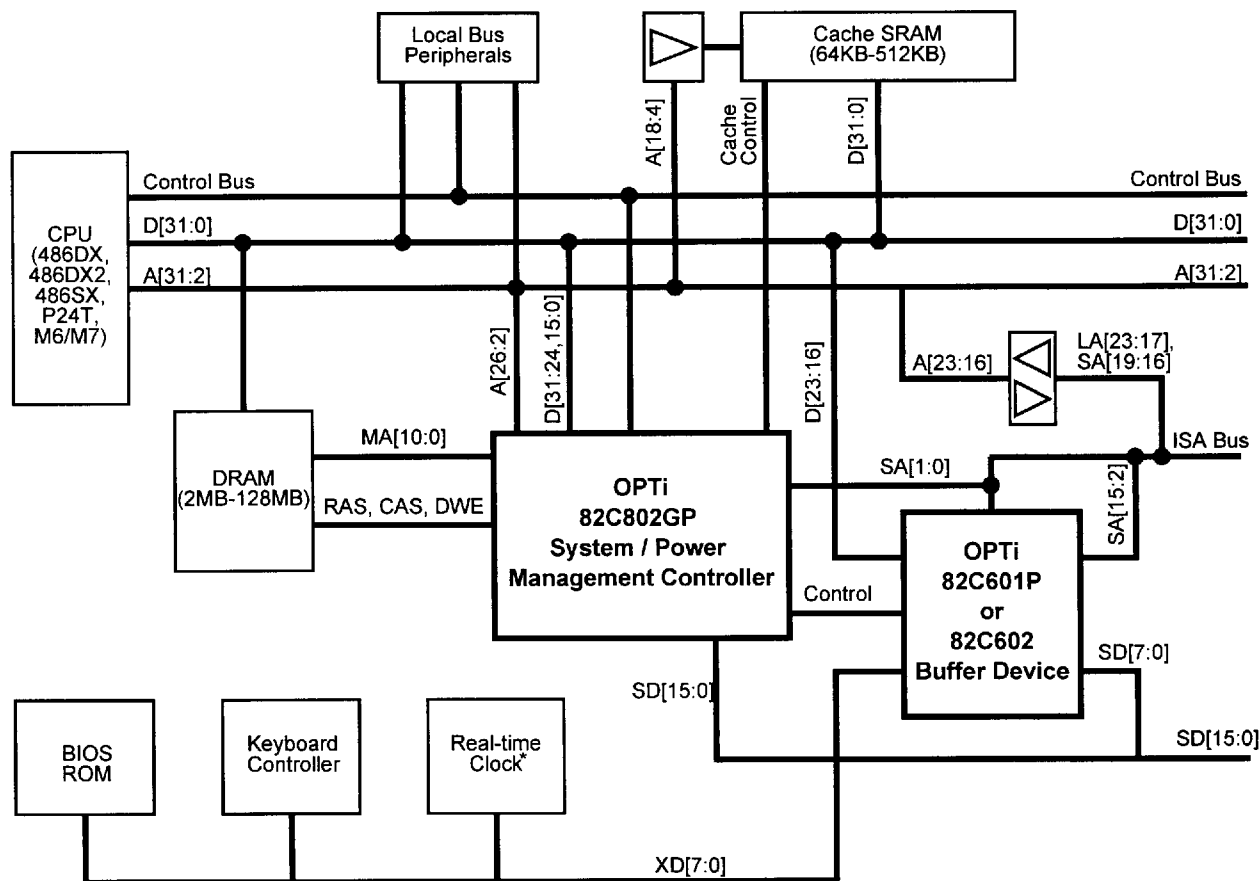 Local Bus
Peripherals
Cache SRAM
(64KB-512KB)
A[18:4]
Cache
Control
D[31:0]
CPU
(486DX,
486DX2,
486SX,
P24T,
M6/M7)
Control Bus
Control Bus
D[31:0]
D[31:0]
A[31:2]
A[31:2]
A[26:2]
D[31:24, 15:0]
D[23:16]
A[23:16]
LA[23:17],
SA[19:16]
DRAM
(2MB-128MB)
MA[10:0]
RAS, CAS, DWE
OPTi
82C802GP
System / Power
Management Controller
SA[1:0]
ISA Bus
SA[15:2]
Control
OPTi
82C601P
or
82C602
Buffer Device
SD[7:0]
SD[15:0]
SD[15:0]
BIOS
ROM
Keyboard
Controller
Real-time
Clock*
XD[7:0]